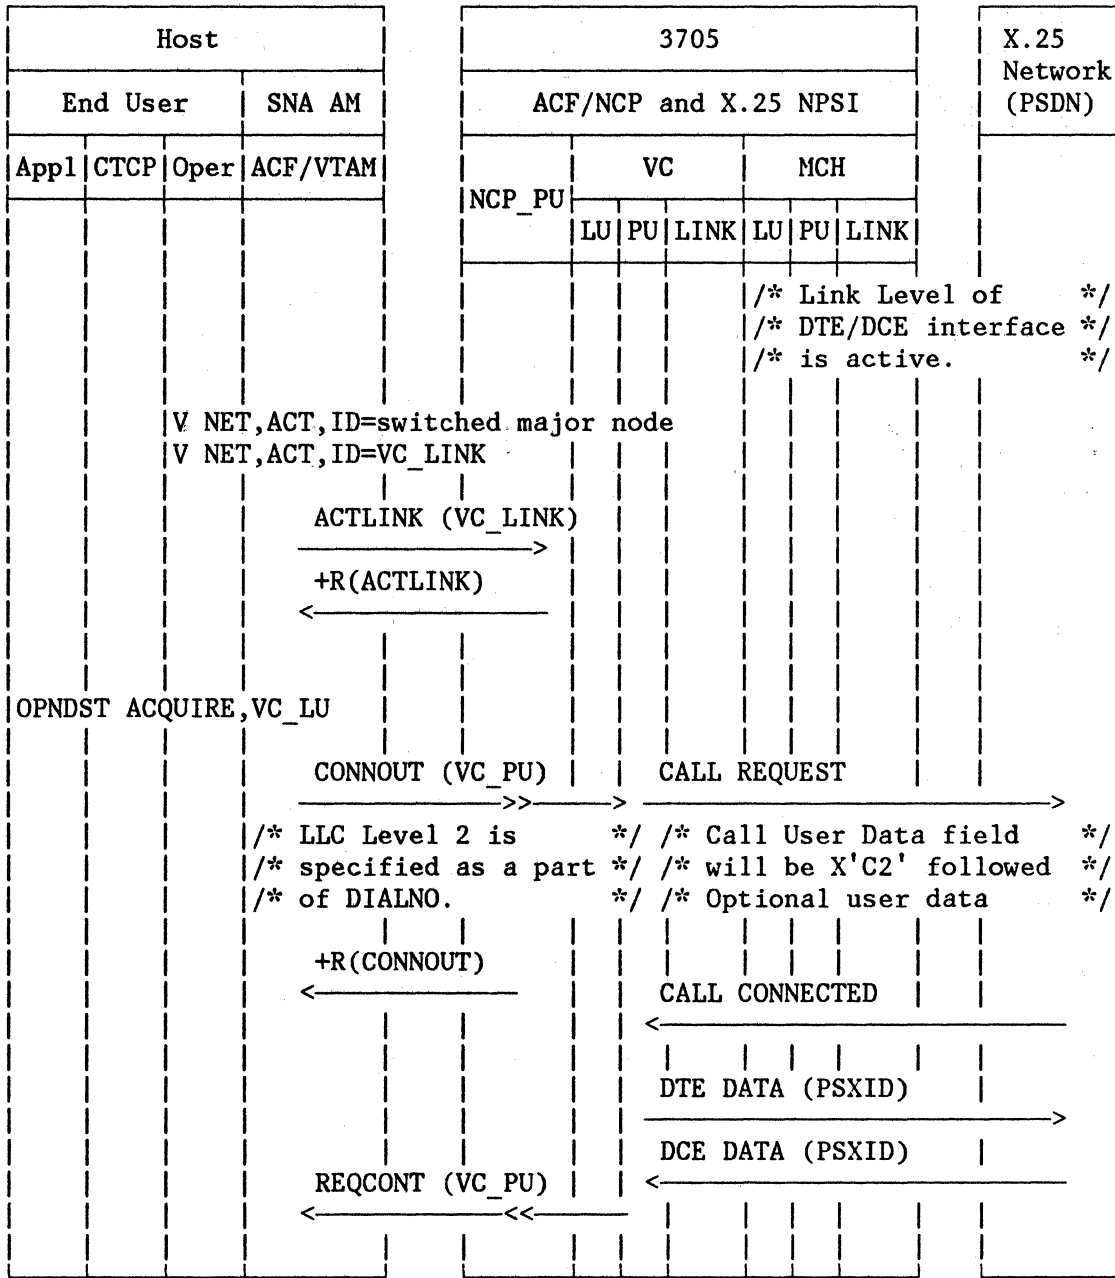 Host 3705 X.25
Network
End User SNA AM ACF/NCP and X.25 NPSI (PSDN)
Appl CTCP Oper ACF/VTAM VC MCH
NCP_PU
LU PU LINK LU PU LINK
/* Link Level of */
/* DTE/DCE interface */
/* is active. */
V NET,ACT,ID=switched major node
V NET,ACT,ID=VC_LINK
ACTLINK (VC_LINK)
+R(ACTLINK)
OPNDST ACQUIRE,VC_LU
CONNOUT (VC_PU) CALL REQUEST
/* LLC Level 2 is */ /* Call User Data field */
/* specified as a part */ /* will be X'C2' followed */
/* of DIALNO. */ /* Optional user data */
+R(CONNOUT)
CALL CONNECTED
DTE DATA (PSXID)
DCE DATA (PSXID)
REQCONT (VC_PU)